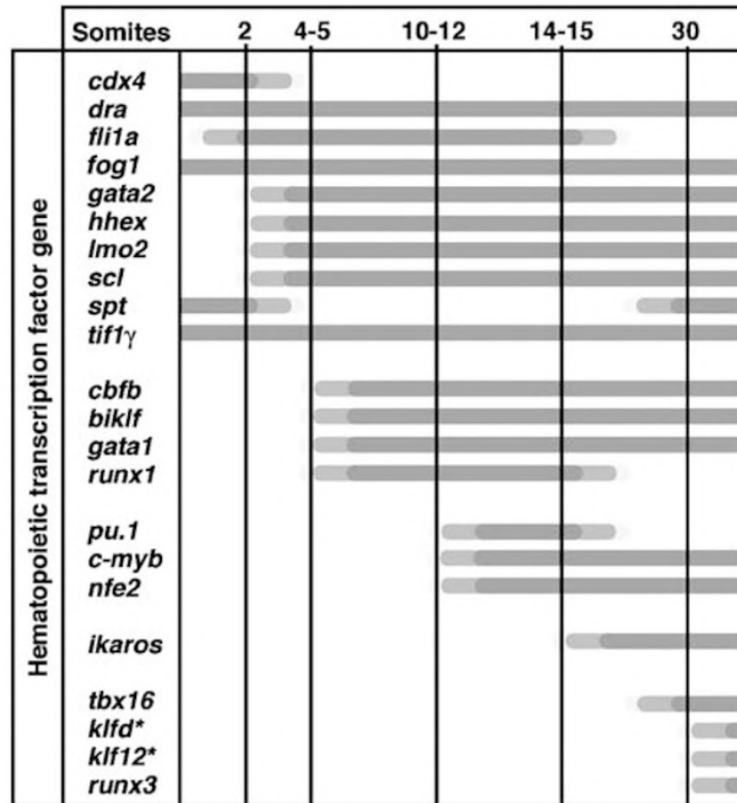 Somites 2 4-5 10-12 14-15 30
Hematopoietic transcription factor gene
cdx4
dra
fli1a
fog1
gata2
hhex
lmo2
scl
spt
tif1γ
cbfb
biklf
gata1
runx1
pu.1
c-myb
nfe2
ikaros
tbx16
klfd*
klf12*
runx3